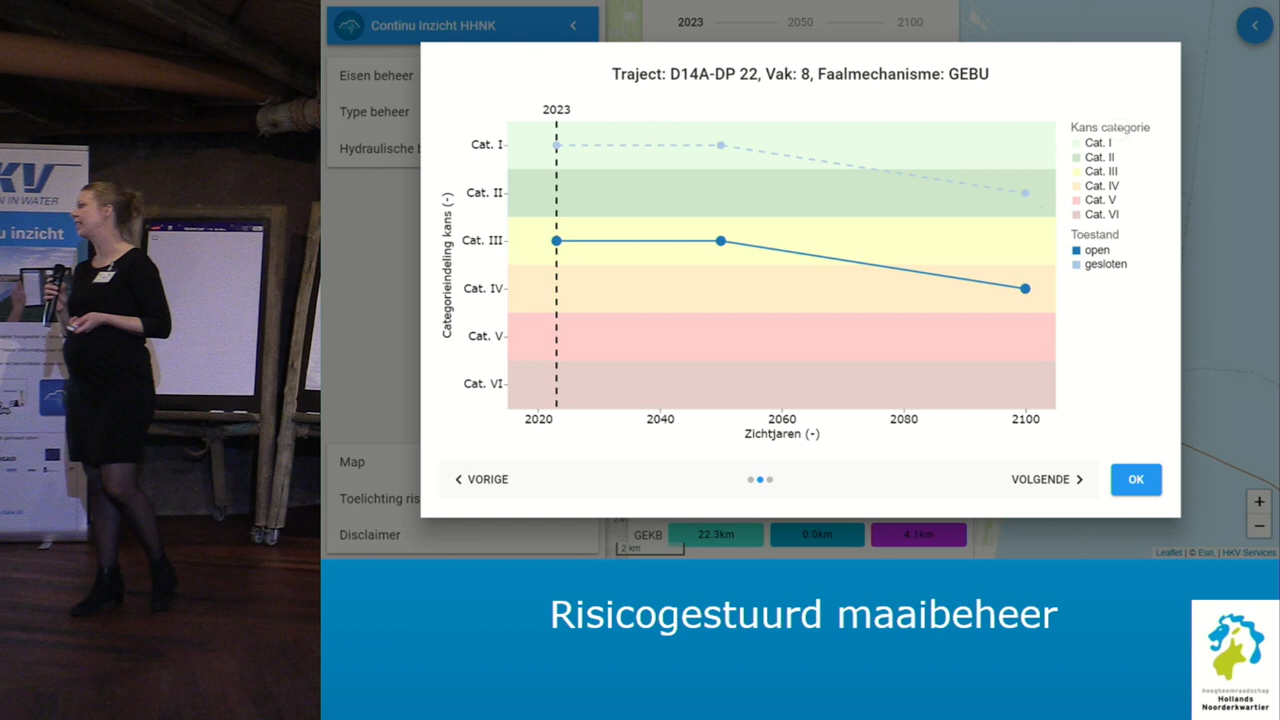 KV
N IN WATER
u inzicht
Continu Inzicht HHNK
Eisen beheer
Type beheer
Hydraulische b
Map
Toelichting ris
Disclaimer
2023
2050
2100
Traject: D14A-DP 22, Vak: 8, Faalmechanisme: GEBU
2023
Categorieindeling kans (-)
Cat. I
Cat. II
Cat. III
Cat. IV
Cat. V
Cat. VI
2020
2040
2060
2080
2100
Zichtjaren (-)
Kans categorie
Cat. I
Cat. II
Cat. III
Cat. IV
Cat. V
Cat. VI
Toestand
open
gesloten
VORIGE
VOLGENDE
OK
GEKB
22.3km
0.0km
4.1km
2 km
+
−
Leaflet | © Esri, | HKV Services
Risicogestuurd maaibeheer
hoogheemraadschap
Hollands
Noorderkwartier